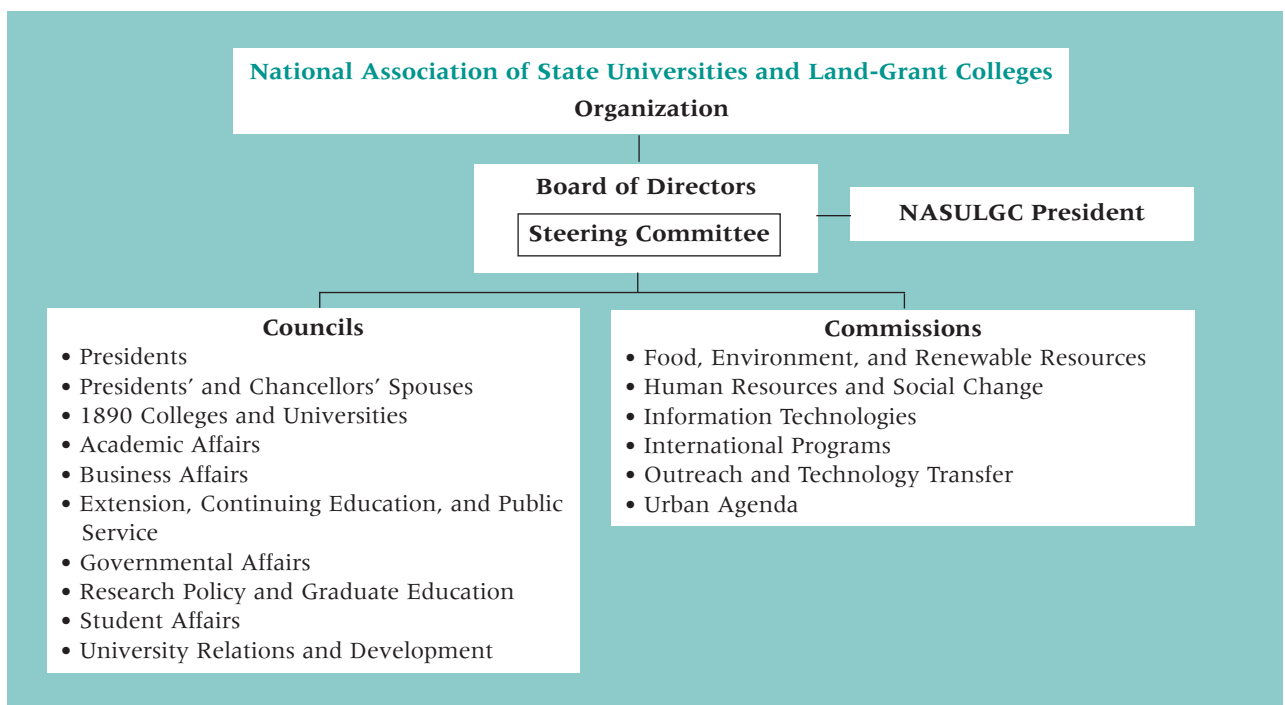 National Association of State Universities and Land-Grant Colleges
Organization
Board of Directors
Steering Committee
NASULGC President
Councils
• Presidents
• Presidents’ and Chancellors’ Spouses
• 1890 Colleges and Universities
• Academic Affairs
• Business Affairs
• Extension, Continuing Education, and Public
Service
• Governmental Affairs
• Research Policy and Graduate Education
• Student Affairs
• University Relations and Development
Commissions
• Food, Environment, and Renewable Resources
• Human Resources and Social Change
• Information Technologies
• International Programs
• Outreach and Technology Transfer
• Urban Agenda